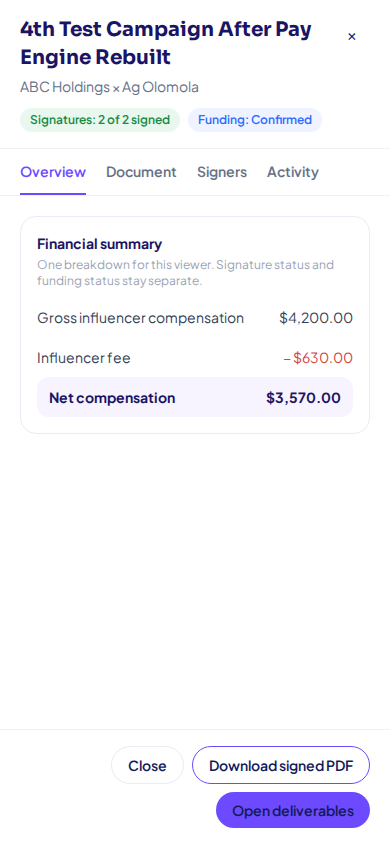 4th Test Campaign After Pay
Engine Rebuilt
×
ABC Holdings × Ag Olomola
Signatures: 2 of 2 signed
Funding: Confirmed
Overview
Document
Signers
Activity
Financial summary
One breakdown for this viewer. Signature status and
funding status stay separate.
Gross influencer compensation $4,200.00
Influencer fee – $630.00
Net compensation $3,570.00
Close
Download signed PDF
Open deliverables